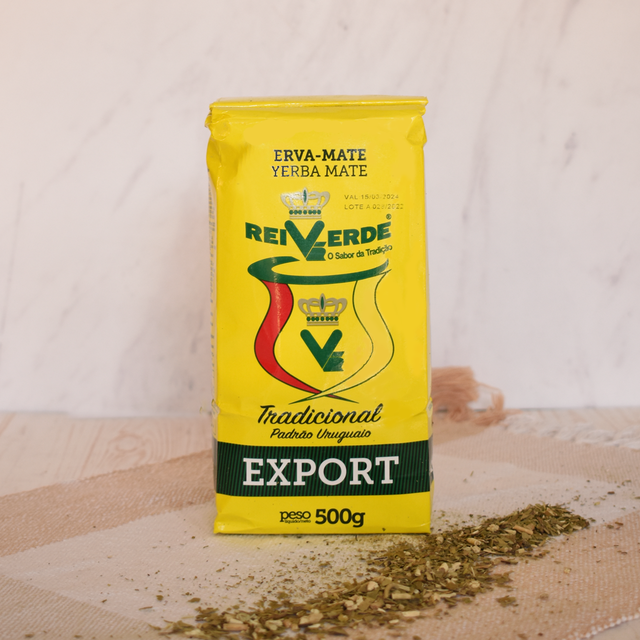 ERVA-MATE
YERBA MATE
REI VERDE®
O Sabor da Tradição
Tradicional
Padrão Uruguaio
EXPORT
peso
500g